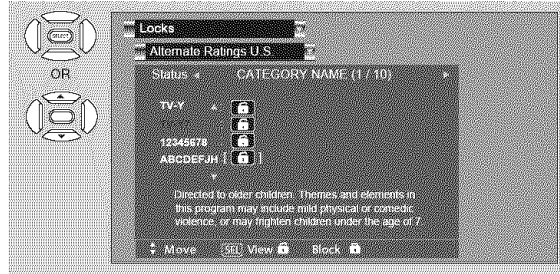 SELECT
OR
Locks
Alternate Ratings U.S.
Status CATEGORY NAME (1 / 10)
TV-Y
12345678
ABCDEFJH [ ]
Directed to older children. Themes and elements in
this program may include mild physical or comedic
violence, or may frighten children under the age of 7
Move SEL View Block